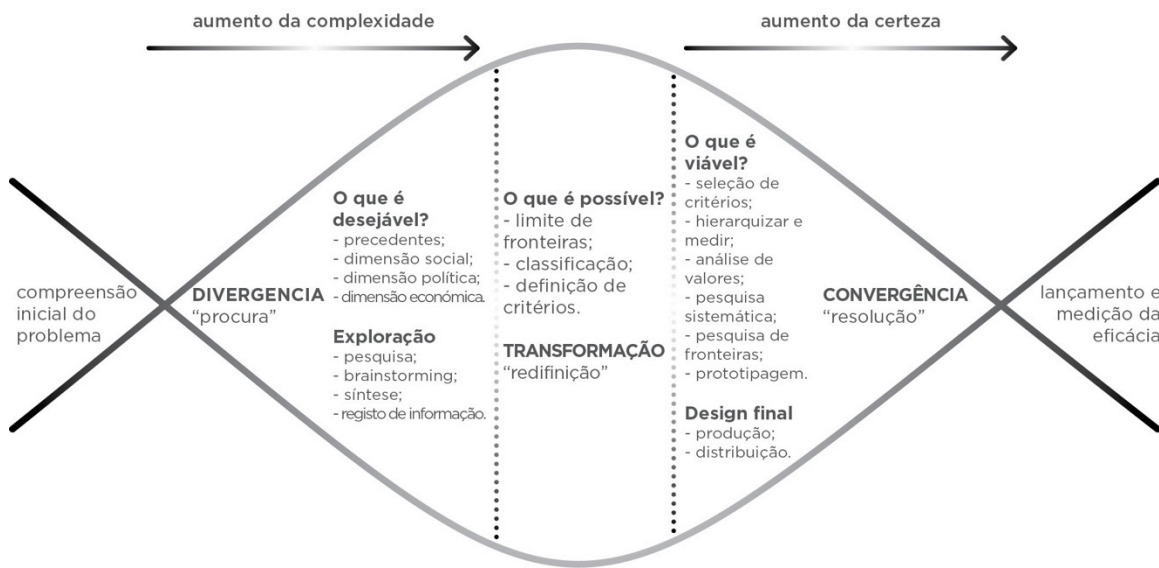 aumento da complexidade
aumento da certeza
compreensão
inicial do
problema
DIVERGENCIA
“procura”
O que é
desejável?
- precedentes;
- dimensão social;
- dimensão política;
- dimensão económica.
Exploração
- pesquisa;
- brainstorming;
- síntese;
- registo de informação.
O que é possível?
- limite de
fronteiras;
- classificação;
- definição de
critérios.
TRANSFORMAÇÃO
“redifinição”
O que é
viável?
- seleção de
critérios;
- hierarquizar e
medir;
- análise de
valores;
- pesquisa
sistemática;
- pesquisa de
fronteiras;
- prototipagem.
Design final
- produção;
- distribuição.
CONVERGÊNCIA
“resolução”
lançamento e
medição da
eficácia